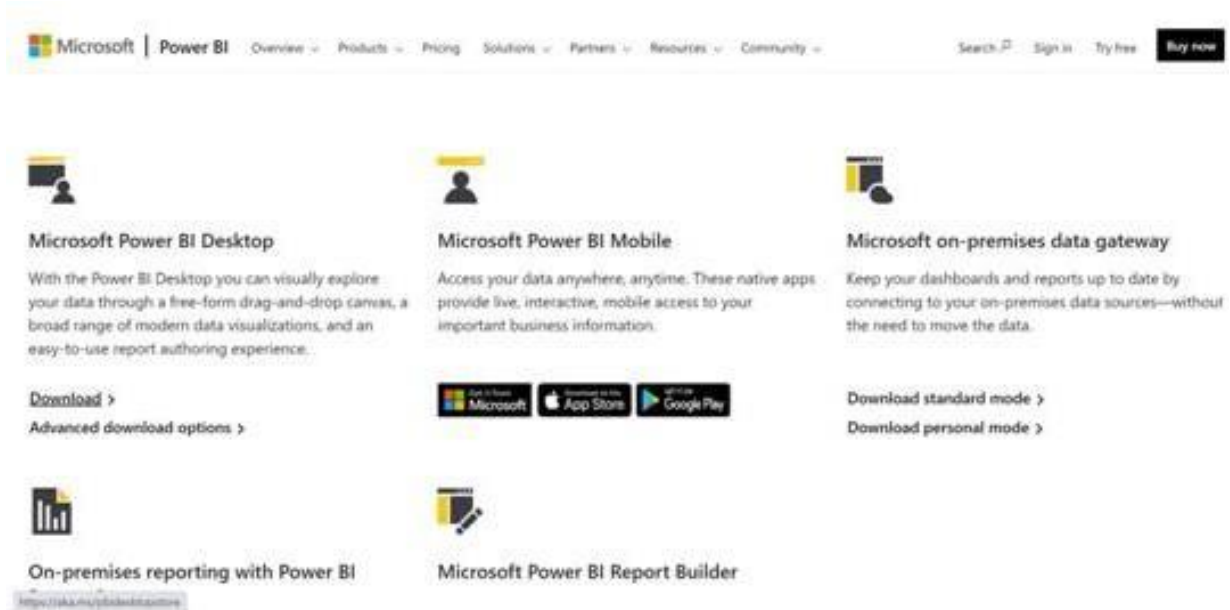 Microsoft | Power BI Overview Products Pricing Solutions Partners Resources Community Search Sign in Try free Buy now
Microsoft Power BI Desktop
With the Power BI Desktop you can visually explore
your data through a free-form drag-and-drop canvas, a
broad range of modern data visualizations, and an
easy-to-use report authoring experience.
Download >
Advanced download options >
Microsoft Power BI Mobile
Access your data anywhere, anytime. These native apps
provide live, interactive, mobile access to your
important business information.
Microsoft App Store Google Play
Microsoft on-premises data gateway
Keep your dashboards and reports up to date by
connecting to your on-premises data sources—without
the need to move the data.
Download standard mode >
Download personal mode >
On-premises reporting with Power BI
Microsoft Power BI Report Builder